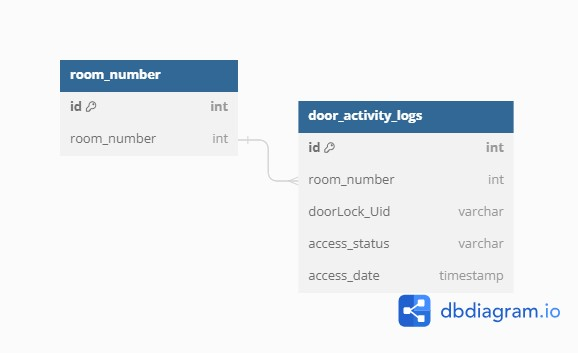 room_number
id int
room_number int
door_activity_logs
id int
room_number int
doorLock_Uid varchar
access_status varchar
access_date timestamp
dbdiagram.io